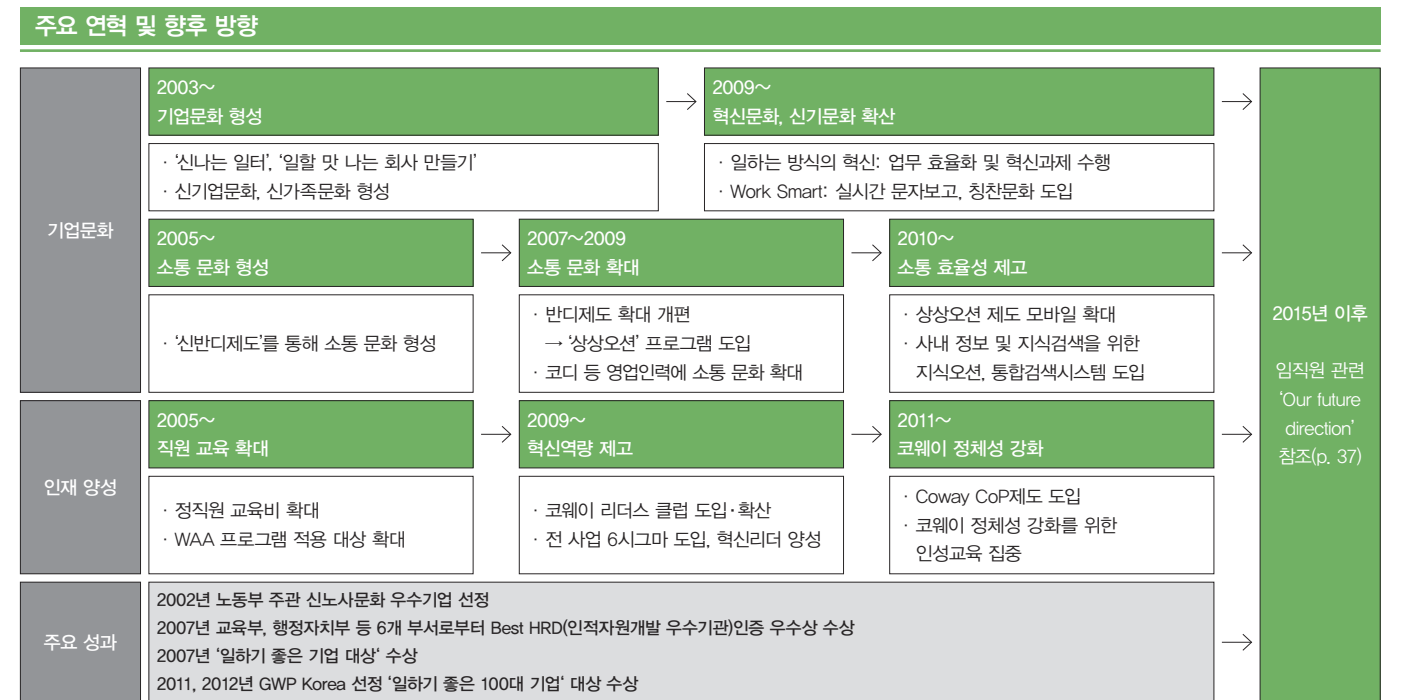 주요 연혁 및 향후 방향
기업문화
2003~
기업문화 형성
· '신나는 일터', '일할 맛 나는 회사 만들기'
· 신기업문화, 신가족문화 형성
→
2009~
혁신문화, 신기문화 확산
· 일하는 방식의 혁신: 업무 효율화 및 혁신과제 수행
· Work Smart: 실시간 문자보고, 칭찬문화 도입
→
2005~
소통 문화 형성
· '신반디제도'를 통해 소통 문화 형성
→
2007~2009
소통 문화 확대
· 반디제도 확대 개편
→ '상상오션' 프로그램 도입
· 코디 등 영업인력에 소통 문화 확대
→
2010~
소통 효율성 제고
· 상상오션 제도 모바일 확대
· 사내 정보 및 지식검색을 위한
지식오션, 통합검색시스템 도입
→
인재 양성
2005~
직원 교육 확대
· 정직원 교육비 확대
· WAA 프로그램 적용 대상 확대
→
2009~
혁신역량 제고
· 코웨이 리더스 클럽 도입·확산
· 전 사업 6시그마 도입, 혁신리더 양성
→
2011~
코웨이 정체성 강화
· Coway CoP제도 도입
· 코웨이 정체성 강화를 위한
인성교육 집중
→
주요 성과
2002년 노동부 주관 신노사문화 우수기업 선정
2007년 교육부, 행정자치부 등 6개 부서로부터 Best HRD(인적자원개발 우수기관)인증 우수상 수상
2007년 '일하기 좋은 기업 대상' 수상
2011, 2012년 GWP Korea 선정 '일하기 좋은 100대 기업' 대상 수상
→
2015년 이후
임직원 관련
'Our future
direction'
참조(p. 37)